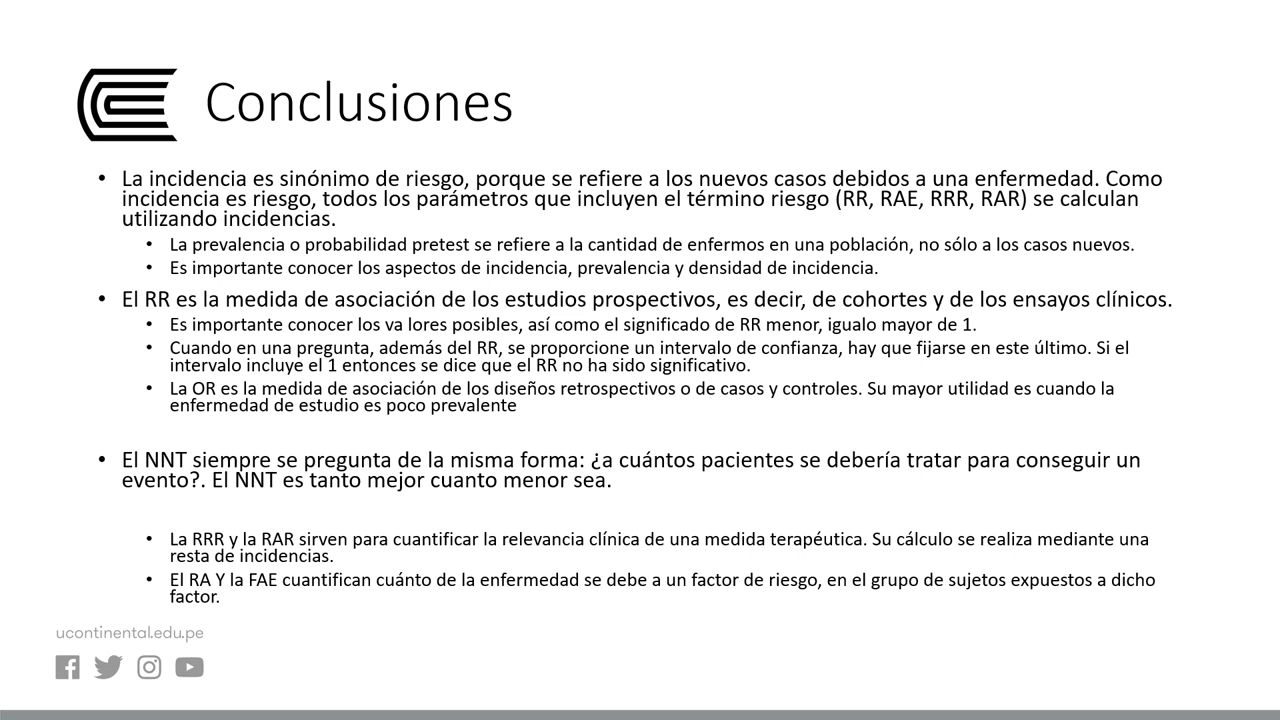 Conclusiones
• La incidencia es sinónimo de riesgo, porque se refiere a los nuevos casos debidos a una enfermedad. Como
incidencia es riesgo, todos los parámetros que incluyen el término riesgo (RR, RAE, RRR, RAR) se calculan
utilizando incidencias.
• La prevalencia o probabilidad pretest se refiere a la cantidad de enfermos en una población, no sólo a los casos nuevos.
• Es importante conocer los aspectos de incidencia, prevalencia y densidad de incidencia.
• El RR es la medida de asociación de los estudios prospectivos, es decir, de cohortes y de los ensayos clínicos.
• Es importante conocer los va lores posibles, así como el significado de RR menor, igualo mayor de 1.
• Cuando en una pregunta, además del RR, se proporcione un intervalo de confianza, hay que fijarse en este último. Si el
intervalo incluye el 1 entonces se dice que el RR no ha sido significativo.
• La OR es la medida de asociación de los diseños retrospectivos o de casos y controles. Su mayor utilidad es cuando la
enfermedad de estudio es poco prevalente
• El NNT siempre se pregunta de la misma forma: ¿a cuántos pacientes se debería tratar para conseguir un
evento?. El NNT es tanto mejor cuanto menor sea.
• La RRR y la RAR sirven para cuantificar la relevancia clínica de una medida terapéutica. Su cálculo se realiza mediante una
resta de incidencias.
• El RA Y la FAE cuantifican cuánto de la enfermedad se debe a un factor de riesgo, en el grupo de sujetos expuestos a dicho
factor.
ucontinental.edu.pe